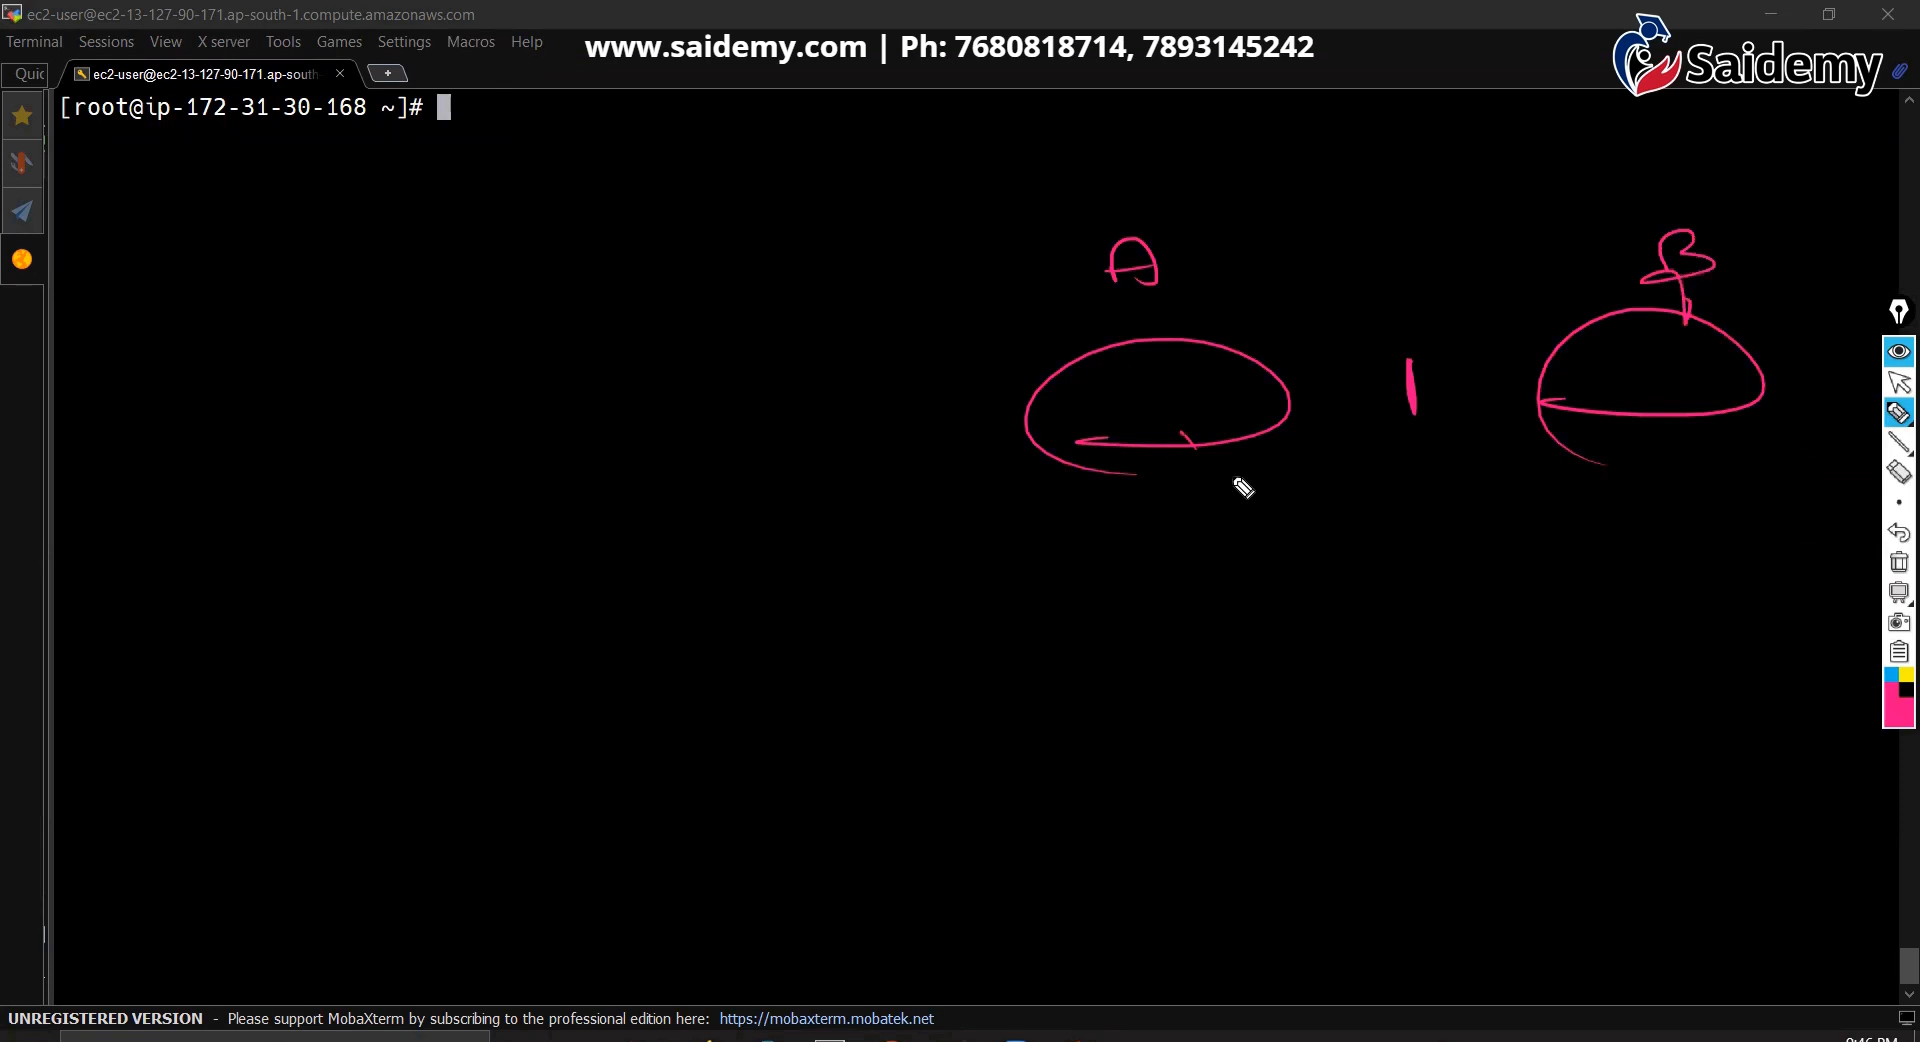 ec2-user@ec2-13-127-90-171.ap-south-1.compute.amazonaws.com
Terminal Sessions View X server Tools Games Settings Macros Help
www.saidemy.com | Ph: 7680818714, 7893145242
Saidemy
Quic
ec2-user@ec2-13-127-90-171.ap-south-
[root@ip-172-31-30-168 ~]#
A
B
UNREGISTERED VERSION - Please support MobaXterm by subscribing to the professional edition here: https://mobaxterm.mobatek.net